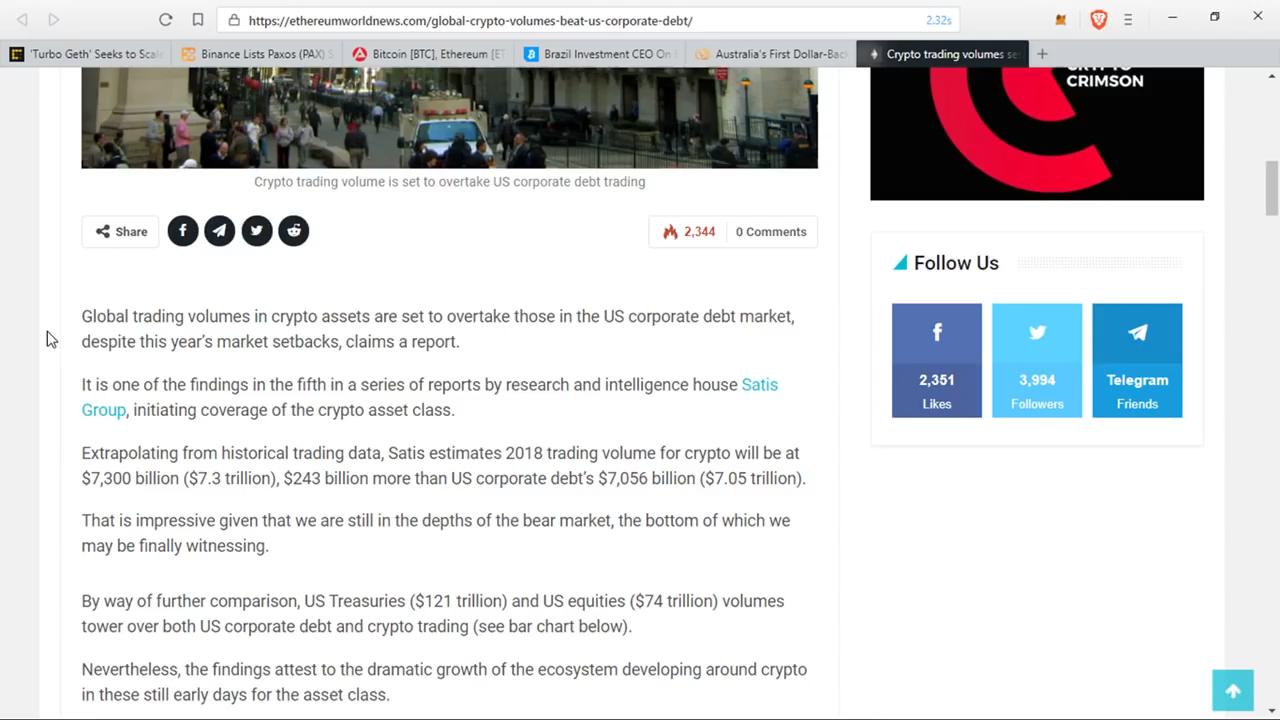 https://ethereumworldnews.com/global-crypto-volumes-beat-us-corporate-debt/
2.32s
'Turbo Geth' Seeks to Scale
Binance Lists Paxos (PAX) S
Bitcoin [BTC], Ethereum [ET
Brazil Investment CEO On
Australia's First Dollar-Back
Crypto trading volumes se
CRYPTO
CRIMSON
Crypto trading volume is set to overtake US corporate debt trading
Share
2,344
0 Comments
Follow Us
2,351
Likes
3,994
Followers
Telegram
Friends
Global trading volumes in crypto assets are set to overtake those in the US corporate debt market,
despite this year's market setbacks, claims a report.
It is one of the findings in the fifth in a series of reports by research and intelligence house Satis
Group, initiating coverage of the crypto asset class.
Extrapolating from historical trading data, Satis estimates 2018 trading volume for crypto will be at
$7,300 billion ($7.3 trillion), $243 billion more than US corporate debt's $7,056 billion ($7.05 trillion).
That is impressive given that we are still in the depths of the bear market, the bottom of which we
may be finally witnessing.
By way of further comparison, US Treasuries ($121 trillion) and US equities ($74 trillion) volumes
tower over both US corporate debt and crypto trading (see bar chart below).
Nevertheless, the findings attest to the dramatic growth of the ecosystem developing around crypto
in these still early days for the asset class.